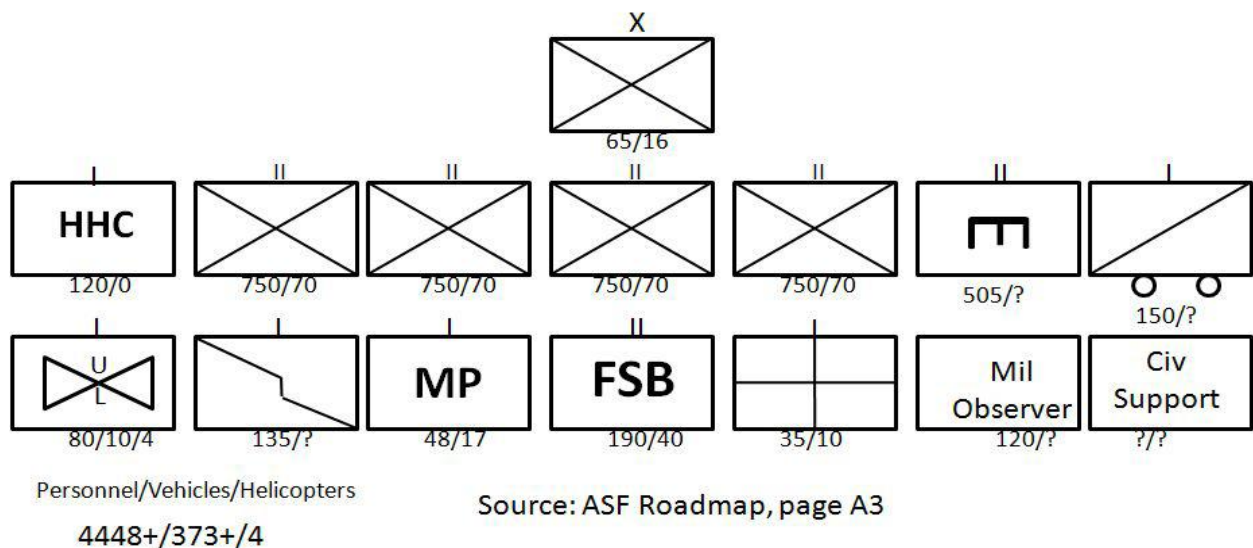 X
65/16
I II II II II II I
HHC E
120/0 750/70 750/70 750/70 750/70 505/? 150/?
I I I II I
U
L
MP FSB Mil Observer Civ Support
80/10/4 135/? 48/17 190/40 35/10 120/? ?/?
Personnel/Vehicles/Helicopters
4448+/373+/4
Source: ASF Roadmap, page A3